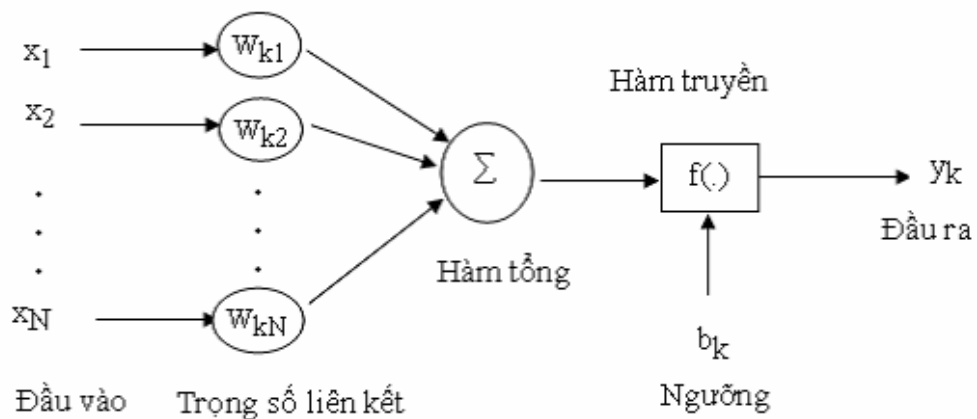 x1 wk1
x2 wk2
. .
. .
. .
xN wkN
Đầu vào
Trọng số liên kết
Σ
Hàm tổng
Hàm truyền
f(.)
bk
Ngưỡng
yk
Đầu ra